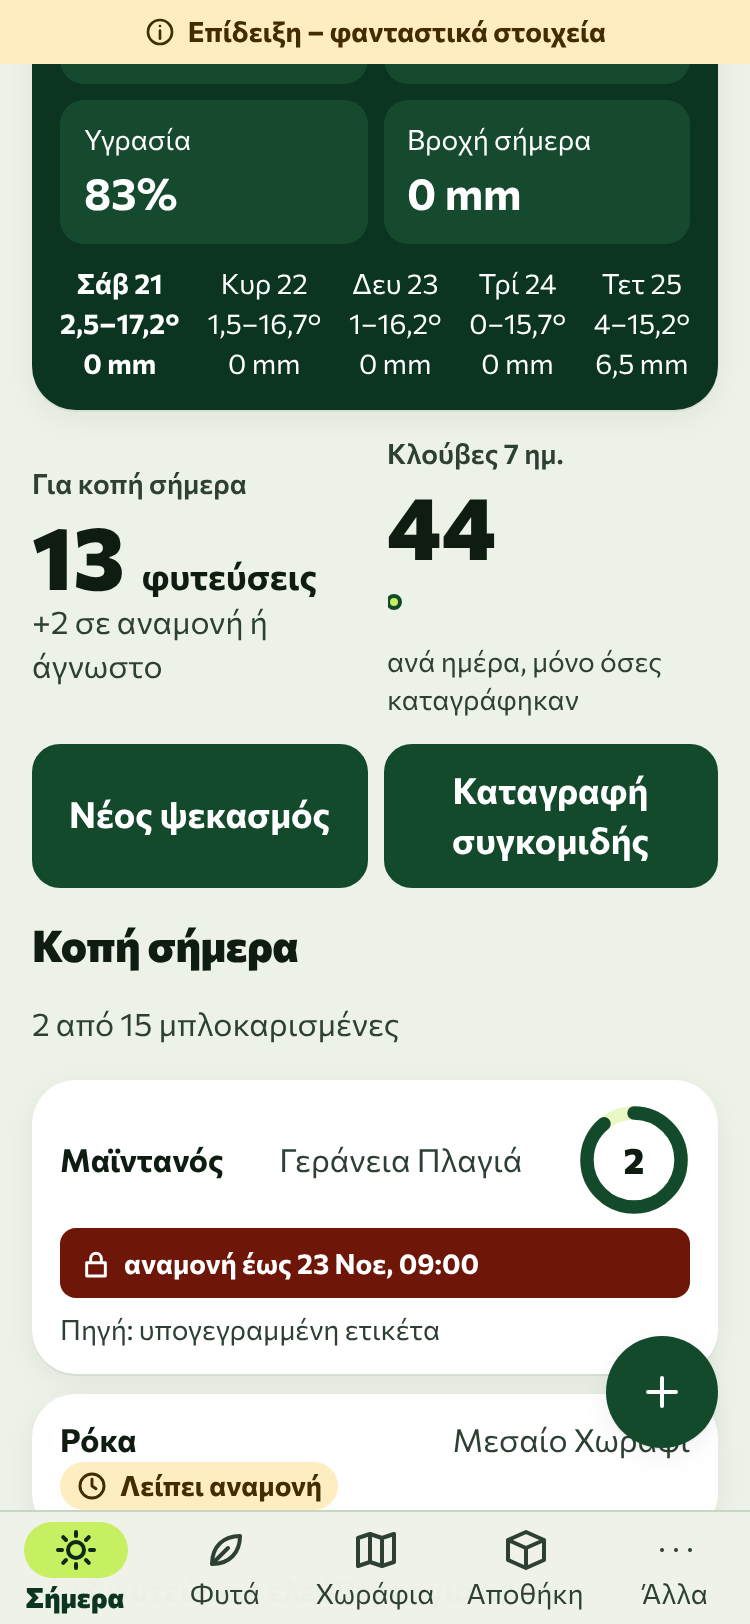 Επίδειξη – φανταστικά στοιχεία
Υγρασία
83%
Βροχή σήμερα
0 mm
Σάβ 21 Κυρ 22 Δευ 23 Τρί 24 Τετ 25
2,5–17,2° 1,5–16,7° 1–16,2° 0–15,7° 4–15,2°
0 mm 0 mm 0 mm 0 mm 6,5 mm
Για κοπή σήμερα
13 φυτεύσεις
+2 σε αναμονή ή
άγνωστο
Κλούβες 7 ημ.
44
ανά ημέρα, μόνο όσες
καταγράφηκαν
Νέος ψεκασμός
Καταγραφή
συγκομιδής
Κοπή σήμερα
2 από 15 μπλοκαρισμένες
Μαϊντανός Γεράνεια Πλαγιά 2
αναμονή έως 23 Νοε, 09:00
Πηγή: υπογεγραμμένη ετικέτα
Ρόκα Μεσαίο Χωράφι
Λείπει αναμονή
Σήμερα Φυτά Χωράφια Αποθήκη Άλλα